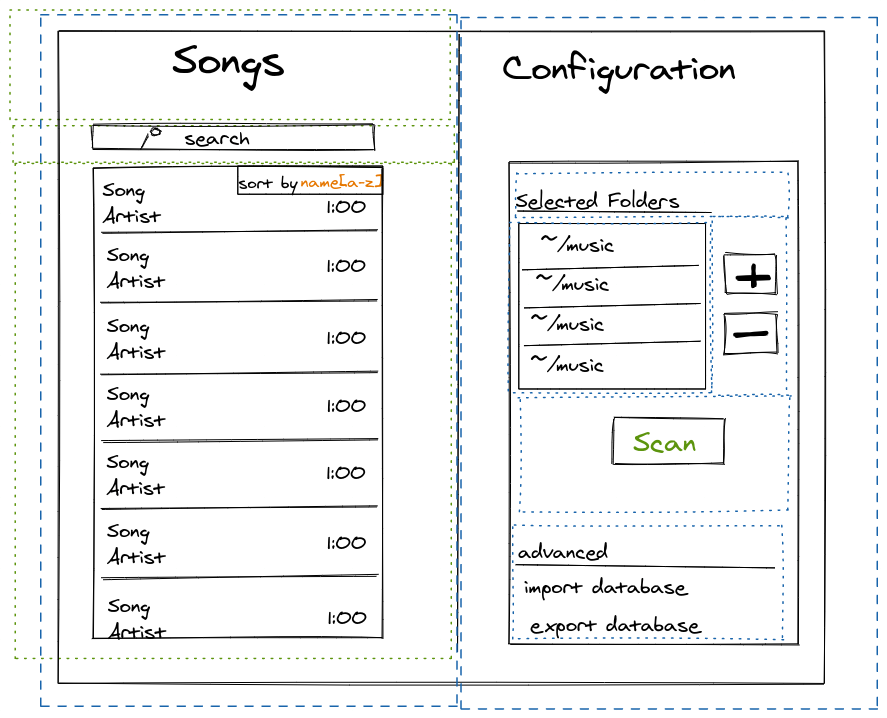 Songs
search
sort by name[a-z]
Song
Artist
1:00
Song
Artist
1:00
Song
Artist
1:00
Song
Artist
1:00
Song
Artist
1:00
Song
Artist
1:00
Song
Artist
1:00
Configuration
Selected Folders
~/music
~/music
~/music
~/music
+
-
Scan
advanced
import database
export database